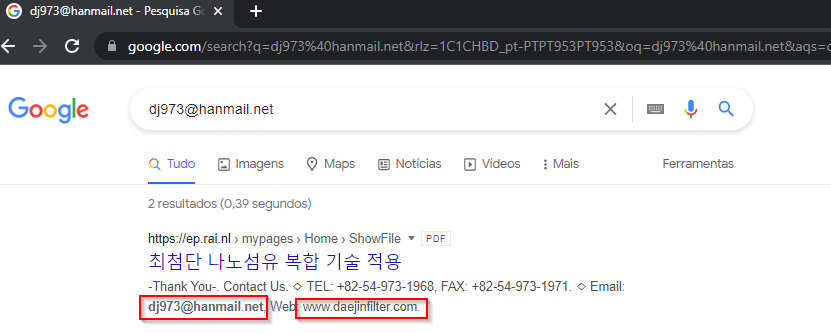 dj973@hanmail.net - Pesquisa Go
google.com/search?q=dj973%40hanmail.net&rlz=1C1CHBD_pt-PTPT953PT953&oq=dj973%40hanmail.net&aqs=c
Google
dj973@hanmail.net
Tudo Imagens Maps Notícias Vídeos Mais Ferramentas
2 resultados (0,39 segundos)
https://ep.rai.nl › mypages › Home › ShowFile PDF
최첨단 나노섬유 복합 기술 적용
-Thank You-. Contact Us. ◇ TEL: +82-54-973-1968, FAX: +82-54-973-1971. ◇ Email:
dj973@hanmail.net, Web: www.daejinfilter.com.